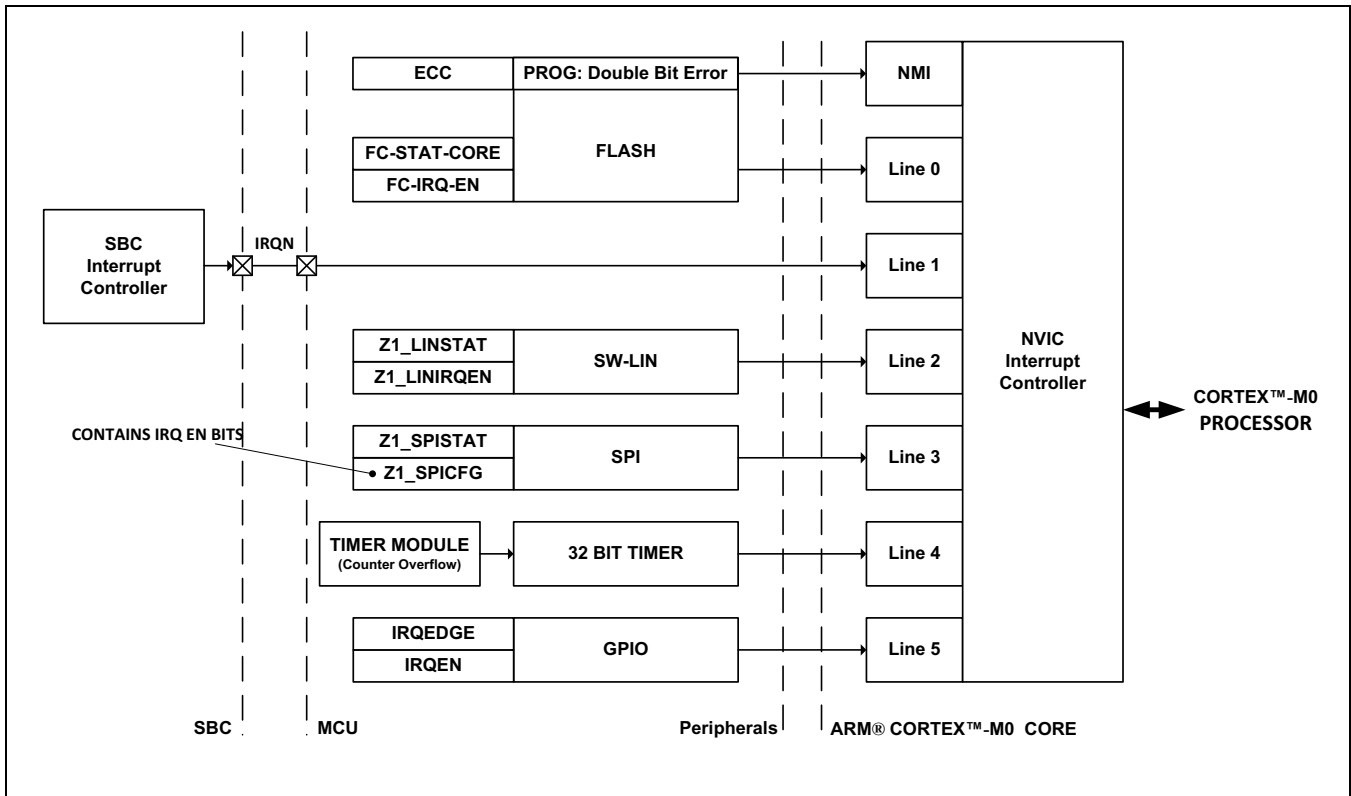 ECC
PROG: Double Bit Error
NMI
FC-STAT-CORE
FC-IRQ-EN
FLASH
Line 0
SBC
Interrupt
Controller
IRQN
Line 1
Z1_LINSTAT
Z1_LINIRQEN
SW-LIN
Line 2
NVIC
Interrupt
Controller
CORTEX™-M0
PROCESSOR
CONTAINS IRQ EN BITS
Z1_SPISTAT
Z1_SPICFG
SPI
Line 3
TIMER MODULE
(Counter Overflow)
32 BIT TIMER
Line 4
IRQEDGE
IRQEN
GPIO
Line 5
SBC
MCU
Peripherals
ARM® CORTEX™-M0 CORE